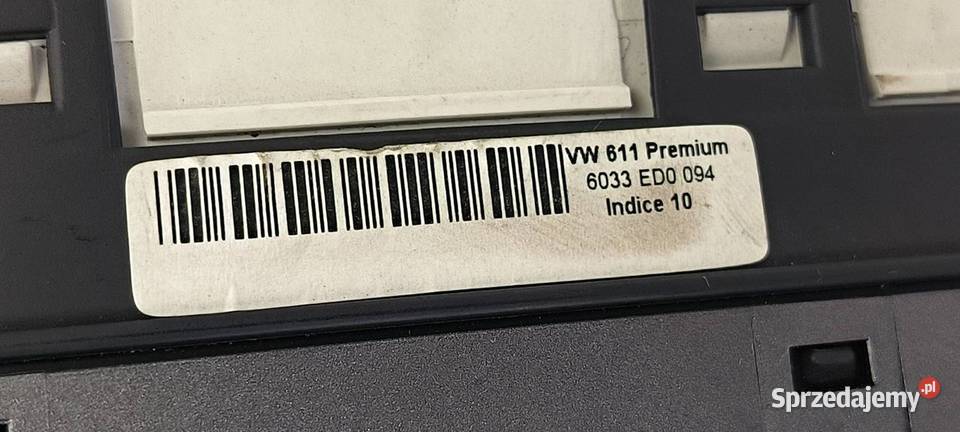 VW 611 Premium
6033 ED0 094
Indice 10
Sprzedajemy.pl